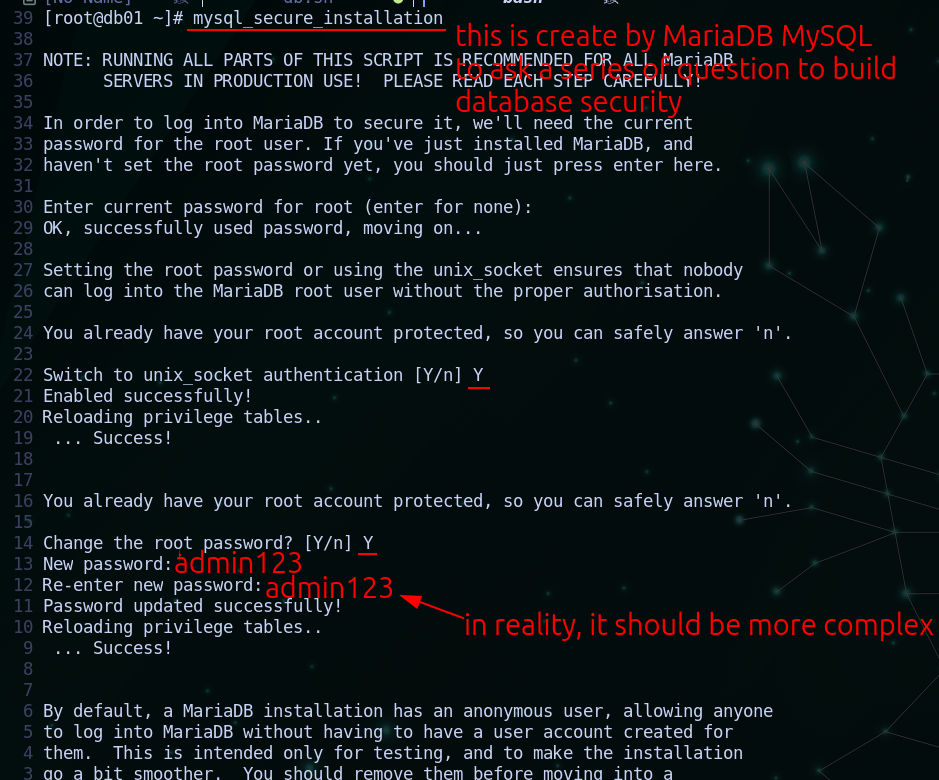 39 [root@db01 ~]# mysql_secure_installation
this is create by MariaDB MySQL
to ask a series of question to build
database security
38
37 NOTE: RUNNING ALL PARTS OF THIS SCRIPT IS RECOMMENDED FOR ALL MariaDB
36       SERVERS IN PRODUCTION USE!  PLEASE READ EACH STEP CAREFULLY!
35
34 In order to log into MariaDB to secure it, we'll need the current
33 password for the root user. If you've just installed MariaDB, and
32 haven't set the root password yet, you should just press enter here.
31
30 Enter current password for root (enter for none):
29 OK, successfully used password, moving on...
28
27 Setting the root password or using the unix_socket ensures that nobody
26 can log into the MariaDB root user without the proper authorisation.
25
24 You already have your root account protected, so you can safely answer 'n'.
23
22 Switch to unix_socket authentication [Y/n] Y
21 Enabled successfully!
20 Reloading privilege tables..
19  ... Success!
18
17
16 You already have your root account protected, so you can safely answer 'n'.
15
14 Change the root password? [Y/n] Y
13 New password: admin123
12 Re-enter new password: admin123
11 Password updated successfully!
in reality, it should be more complex
10 Reloading privilege tables..
9  ... Success!
8
7
6 By default, a MariaDB installation has an anonymous user, allowing anyone
5 to log into MariaDB without having to have a user account created for
4 them.  This is intended only for testing, and to make the installation
3 go a bit smoother.  You should remove them before moving into a